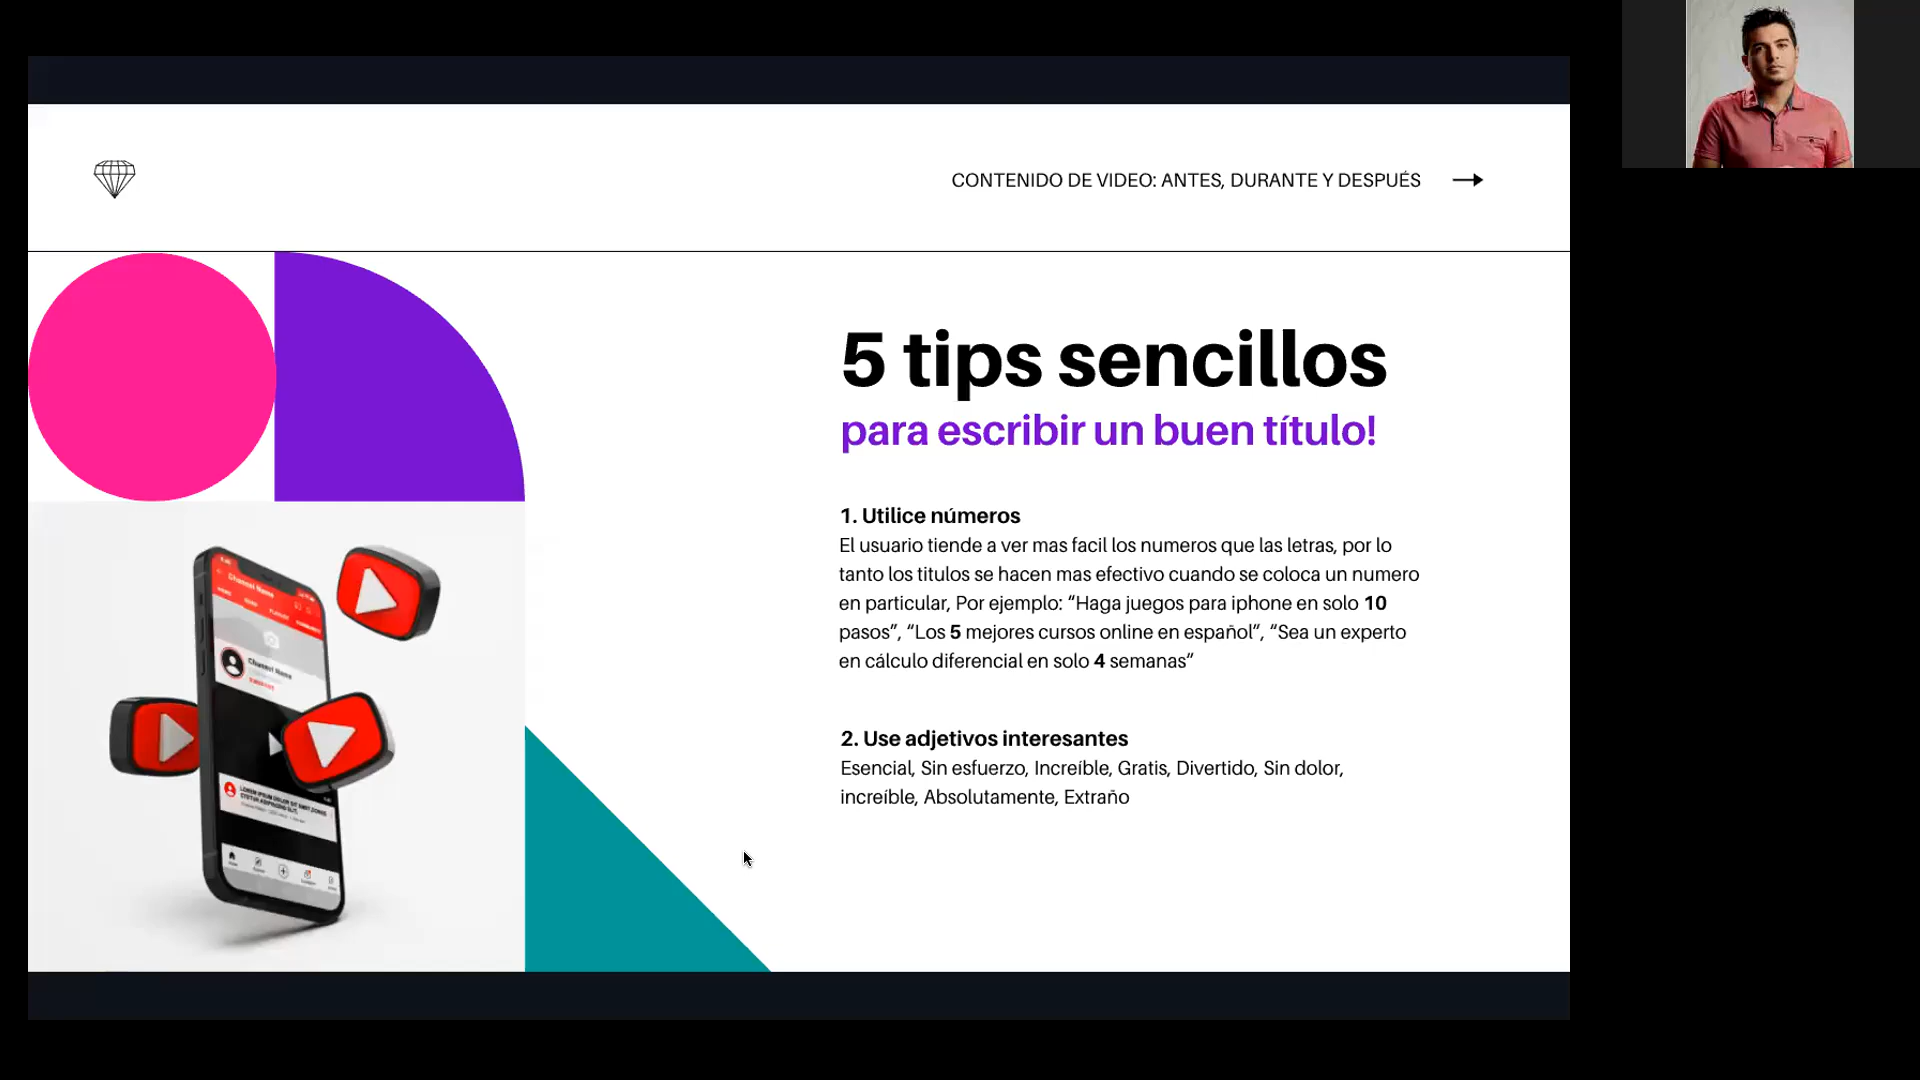 CONTENIDO DE VIDEO: ANTES, DURANTE Y DESPUÉS
5 tips sencillos
para escribir un buen título!
1. Utilice números
El usuario tiende a ver mas facil los numeros que las letras, por lo
tanto los titulos se hacen mas efectivo cuando se coloca un numero
en particular, Por ejemplo: “Haga juegos para iphone en solo 10
pasos”, “Los 5 mejores cursos online en español”, “Sea un experto
en cálculo diferencial en solo 4 semanas”
2. Use adjetivos interesantes
Esencial, Sin esfuerzo, Increíble, Gratis, Divertido, Sin dolor,
increíble, Absolutamente, Extraño
Channel Name
Channel Name